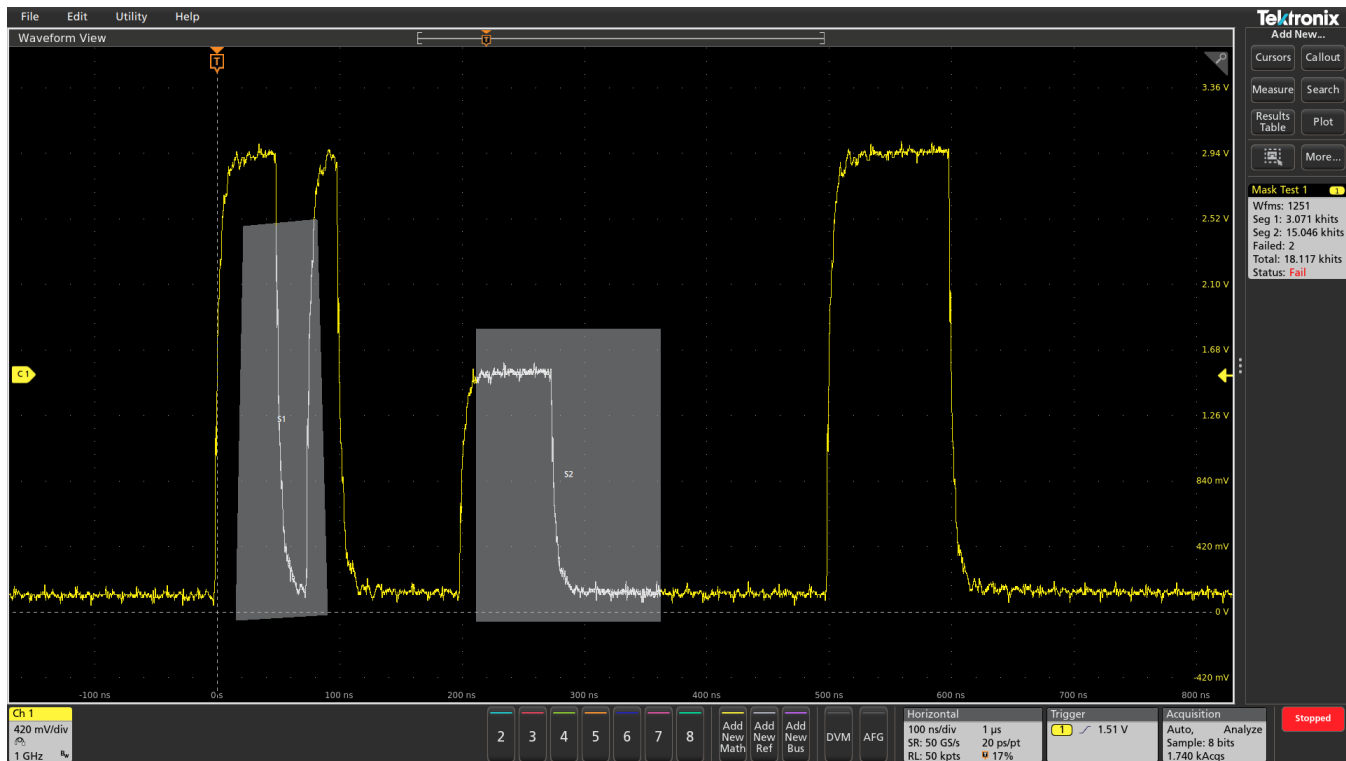 File Edit Utility Help
Tektronix
Waveform View
Add New...
T
T
Cursors Callout
Measure Search
Results Table Plot
More...
Mask Test 1 1
Wfms: 1251
Seg 1: 3.071 khits
Seg 2: 15.046 khits
Failed: 2
Total: 18.117 khits
Status: Fail
3.36 V
2.94 V
2.52 V
2.10 V
1.68 V
C 1
1.26 V
S1
S2
840 mV
420 mV
0 V
-420 mV
-100 ns 0s 100 ns 200 ns 300 ns 400 ns 500 ns 600 ns 700 ns 800 ns
Ch 1
420 mV/div
1 GHz Bw
2 3 4 5 6 7 8
Add New Math
Add New Ref
Add New Bus
DVM AFG
Horizontal
100 ns/div 1 µs
SR: 50 GS/s 20 ps/pt
RL: 50 kpts T 17%
Trigger
1 1.51 V
Acquisition
Auto, Analyze
Sample: 8 bits
1.740 kAcqs
Stopped